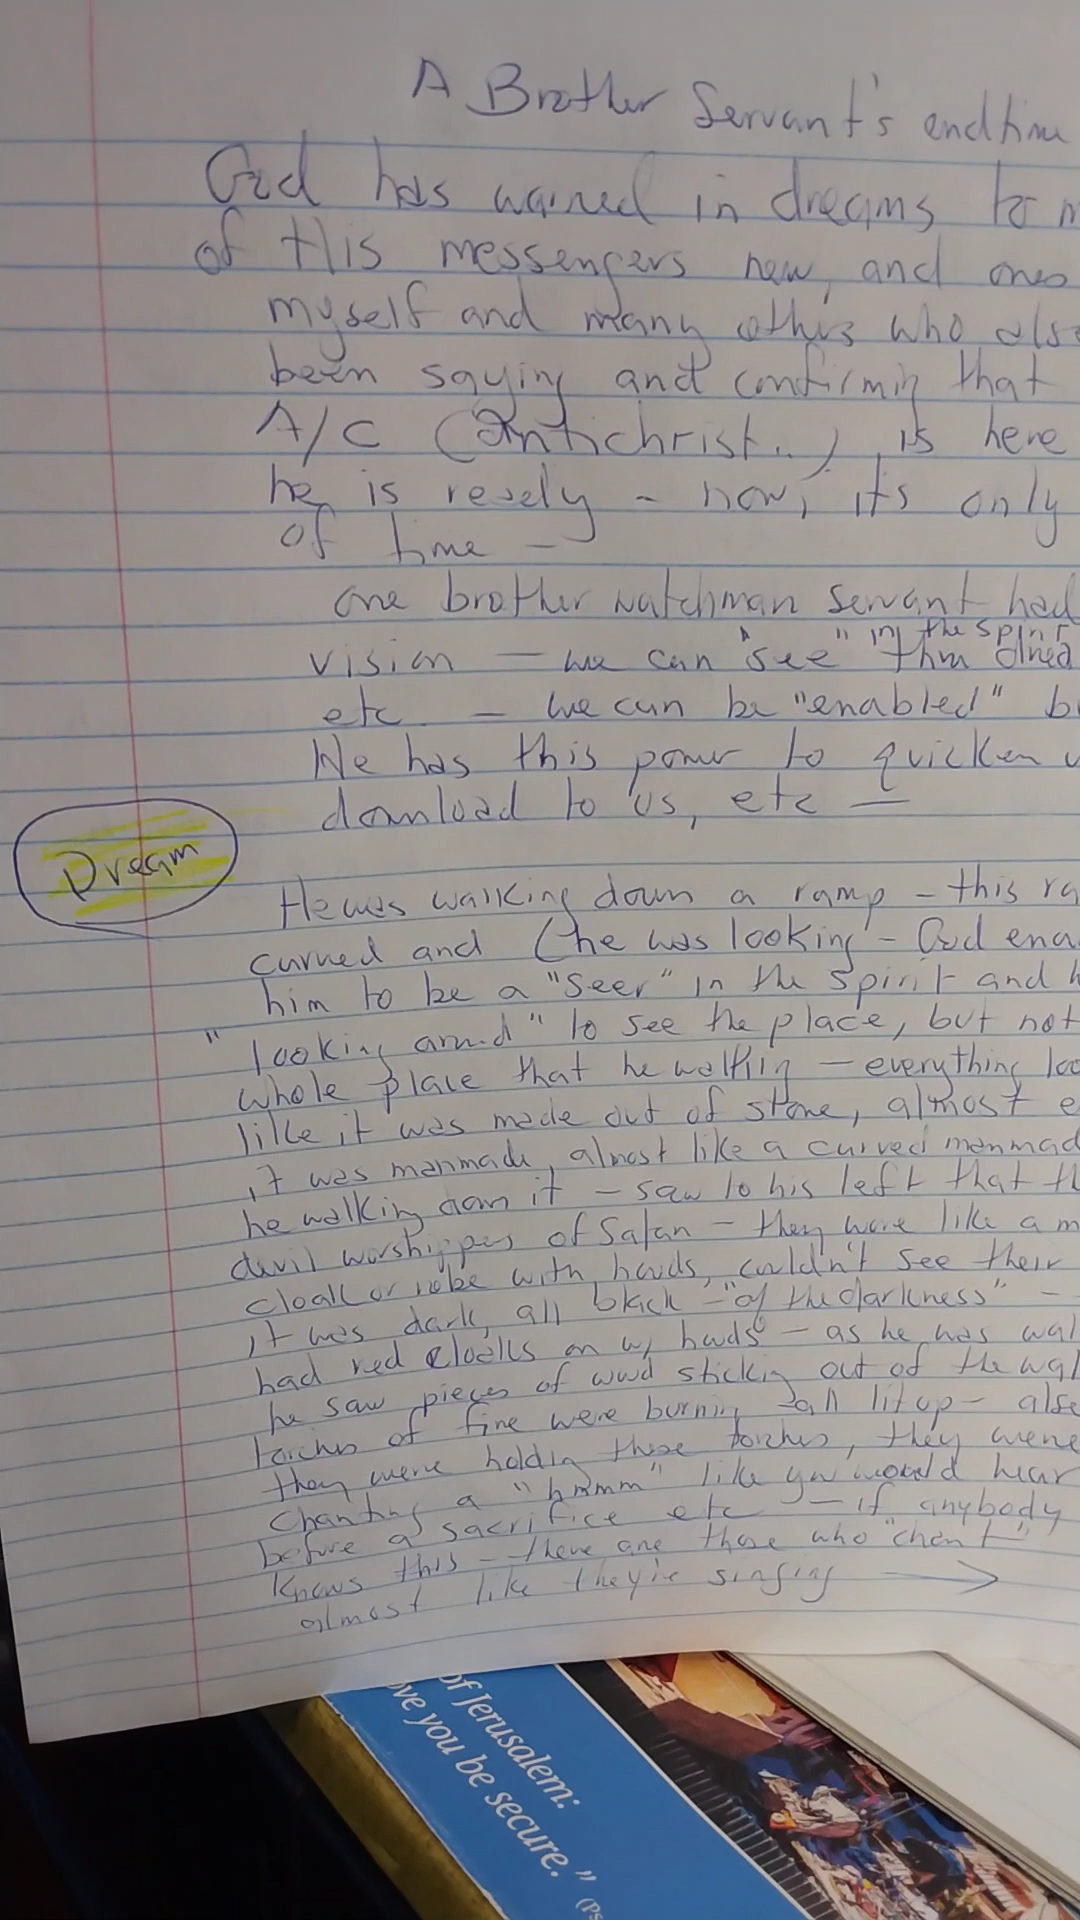 A Brother Servant's endtime
God has warned in dreams to m
of His messengers new, and ones
myself and many others who also
been saying and confirmin that
A/C (Antichrist..) is here
he is ready - now, its only
of time -
one brother watchman servant had
vision - we can "see" in the spirit
etc - we can be "enabled" b
He has this power to quicken u
download to us, etc -
Dream
He was walking down a ramp - this ra
curved and (he was looking - God ena
him to be a "Seer" in the spirit and h
"looking around" to see the place, but not
whole place that he walking - everything loo
like it was made out of stone, almost
it was manmade, almost like a curved manmad
he walking down it - saw to his left that th
devil worshippers of Satan - they were like a m
cloak or robe with hoods, couldn't see their
it was dark, all black - "of the darkness" -
had red cloaks on w/ hoods - as he was wal
he saw pieces of wood stickin out of the wal
torches of fire were burning all lit up - also
they were holding these torches, they were
chanting a "hmmm" like you would hear
before a sacrifice etc - if anybody
knows this - there are those who "chant"
almost like they're singing →
of Jerusalem:
ove you be secure."
(Ps